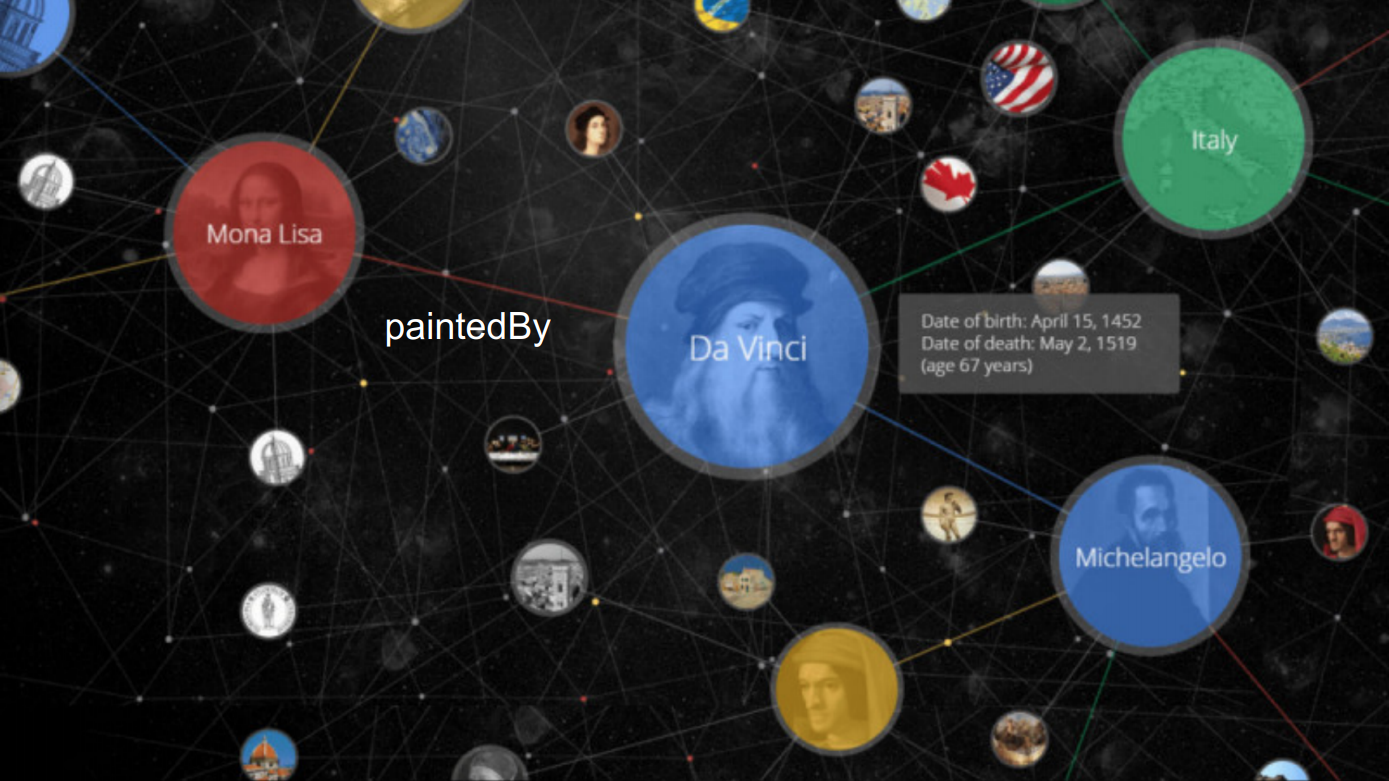 Italy
Mona Lisa
paintedBy
Da Vinci
Date of birth: April 15, 1452
Date of death: May 2, 1519
(age 67 years)
Michelangelo